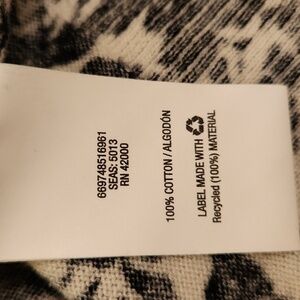 669748516961
SEAS: 5013
RN 42000
100% COTTON / ALGODÓN
LABEL MADE WITH
Recycled (100%) MATERIAL